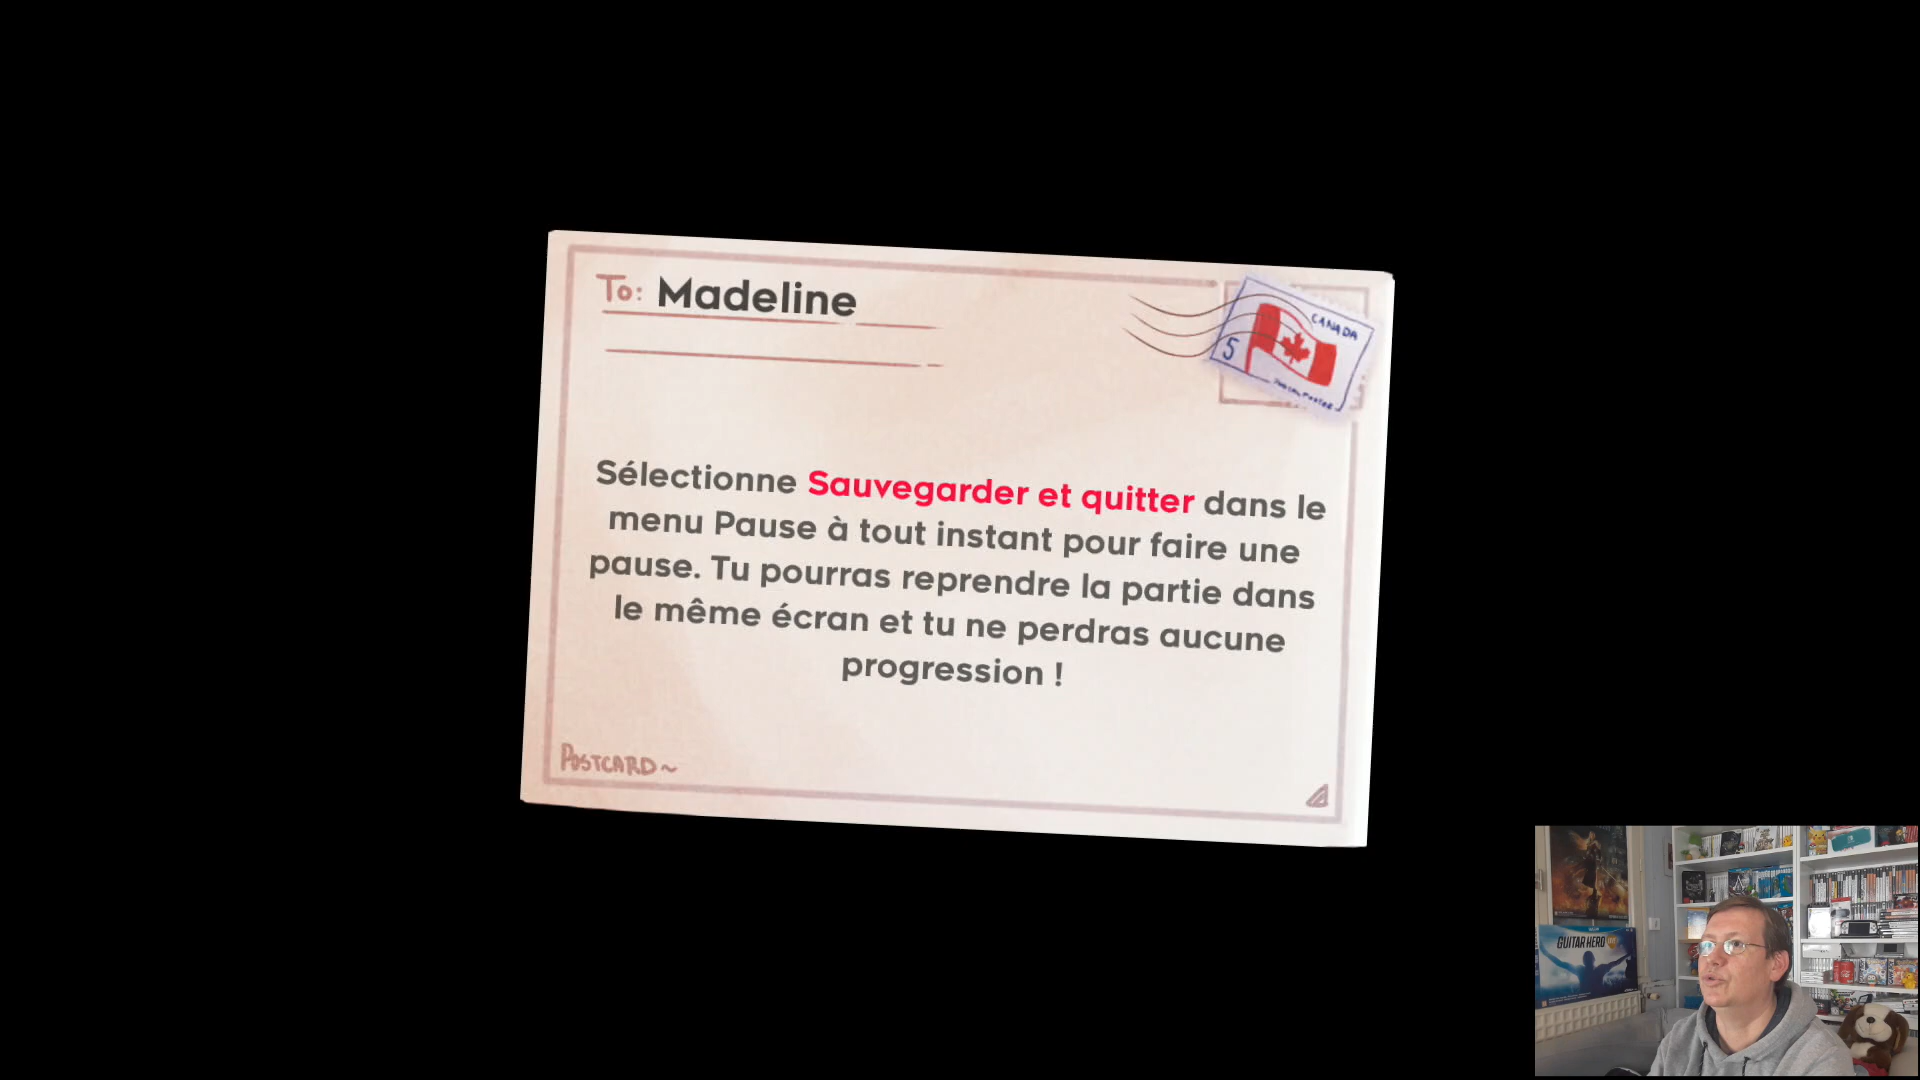 To: Madeline
CANADA
5
Sélectionne Sauvegarder et quitter dans le
menu Pause à tout instant pour faire une
pause. Tu pourras reprendre la partie dans
le même écran et tu ne perdras aucune
progression !
POSTCARD~
GUITAR HERO